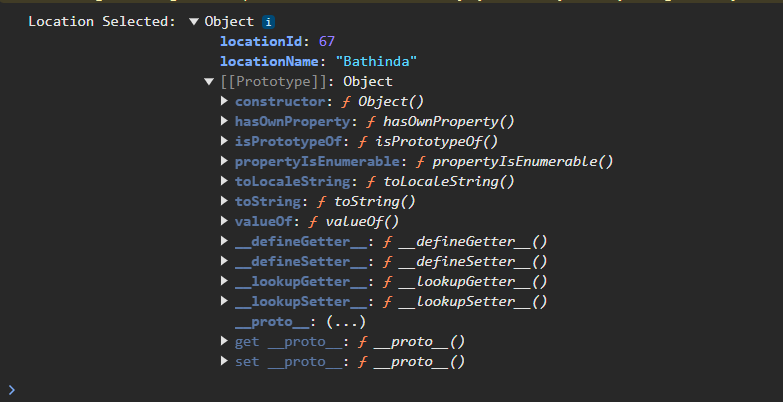 Location Selected: ▼Object i
locationId: 67
locationName: "Bathinda"
▼[[Prototype]]: Object
▶constructor: ƒ Object()
▶hasOwnProperty: ƒ hasOwnProperty()
▶isPrototypeOf: ƒ isPrototypeOf()
▶propertyIsEnumerable: ƒ propertyIsEnumerable()
▶toLocaleString: ƒ toLocaleString()
▶toString: ƒ toString()
▶valueOf: ƒ valueOf()
▶__defineGetter__: ƒ __defineGetter__()
▶__defineSetter__: ƒ __defineSetter__()
▶__lookupGetter__: ƒ __lookupGetter__()
▶__lookupSetter__: ƒ __lookupSetter__()
__proto__: (...)
▶get __proto__: ƒ __proto__()
▶set __proto__: ƒ __proto__()
>